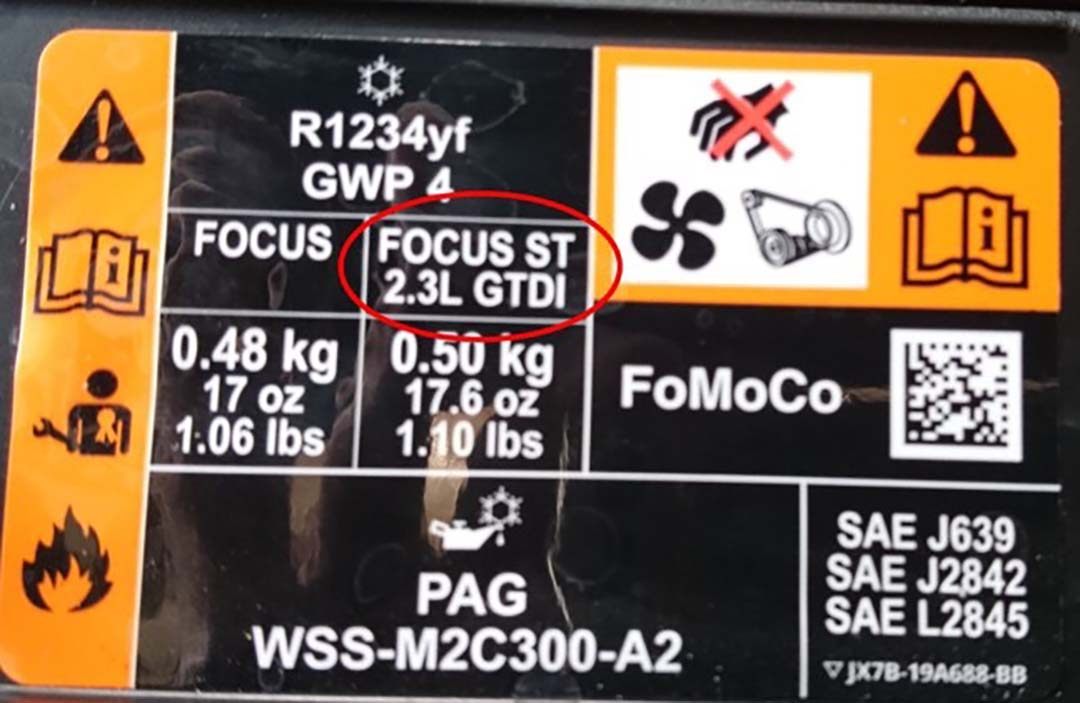 R1234yf
GWP 4
FOCUS
FOCUS ST
2.3L GTDI
0.48 kg
17 oz
1.06 lbs
0.50 kg
17.6 oz
1.10 lbs
FoMoCo
PAG
WSS-M2C300-A2
SAE J639
SAE J2842
SAE L2845
JX7B-19A688-BB